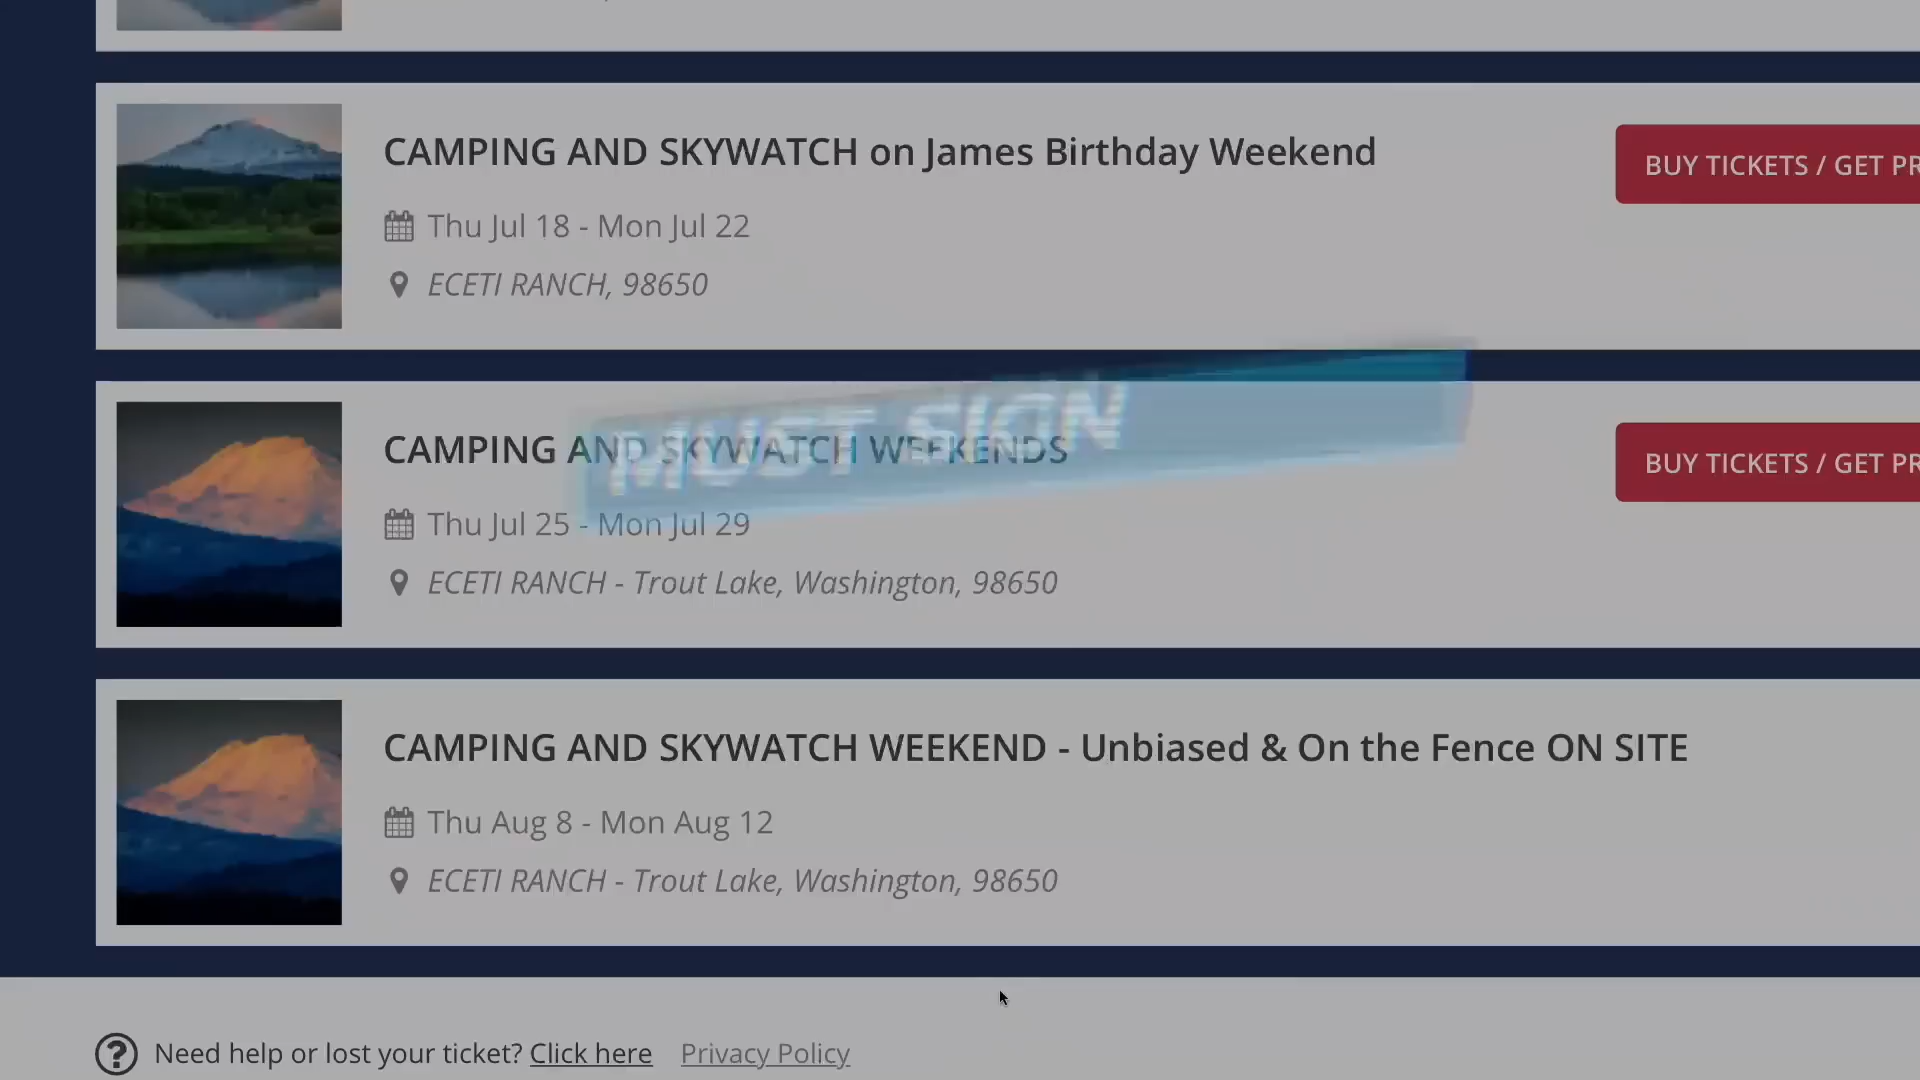 CAMPING AND SKYWATCH on James Birthday Weekend
BUY TICKETS / GET PR
Thu Jul 18 - Mon Jul 22
ECETI RANCH, 98650
MUST SIGN
CAMPING AND SKYWATCH WEEKENDS
BUY TICKETS / GET PR
Thu Jul 25 - Mon Jul 29
ECETI RANCH - Trout Lake, Washington, 98650
CAMPING AND SKYWATCH WEEKEND - Unbiased & On the Fence ON SITE
Thu Aug 8 - Mon Aug 12
ECETI RANCH - Trout Lake, Washington, 98650
Need help or lost your ticket? Click here Privacy Policy